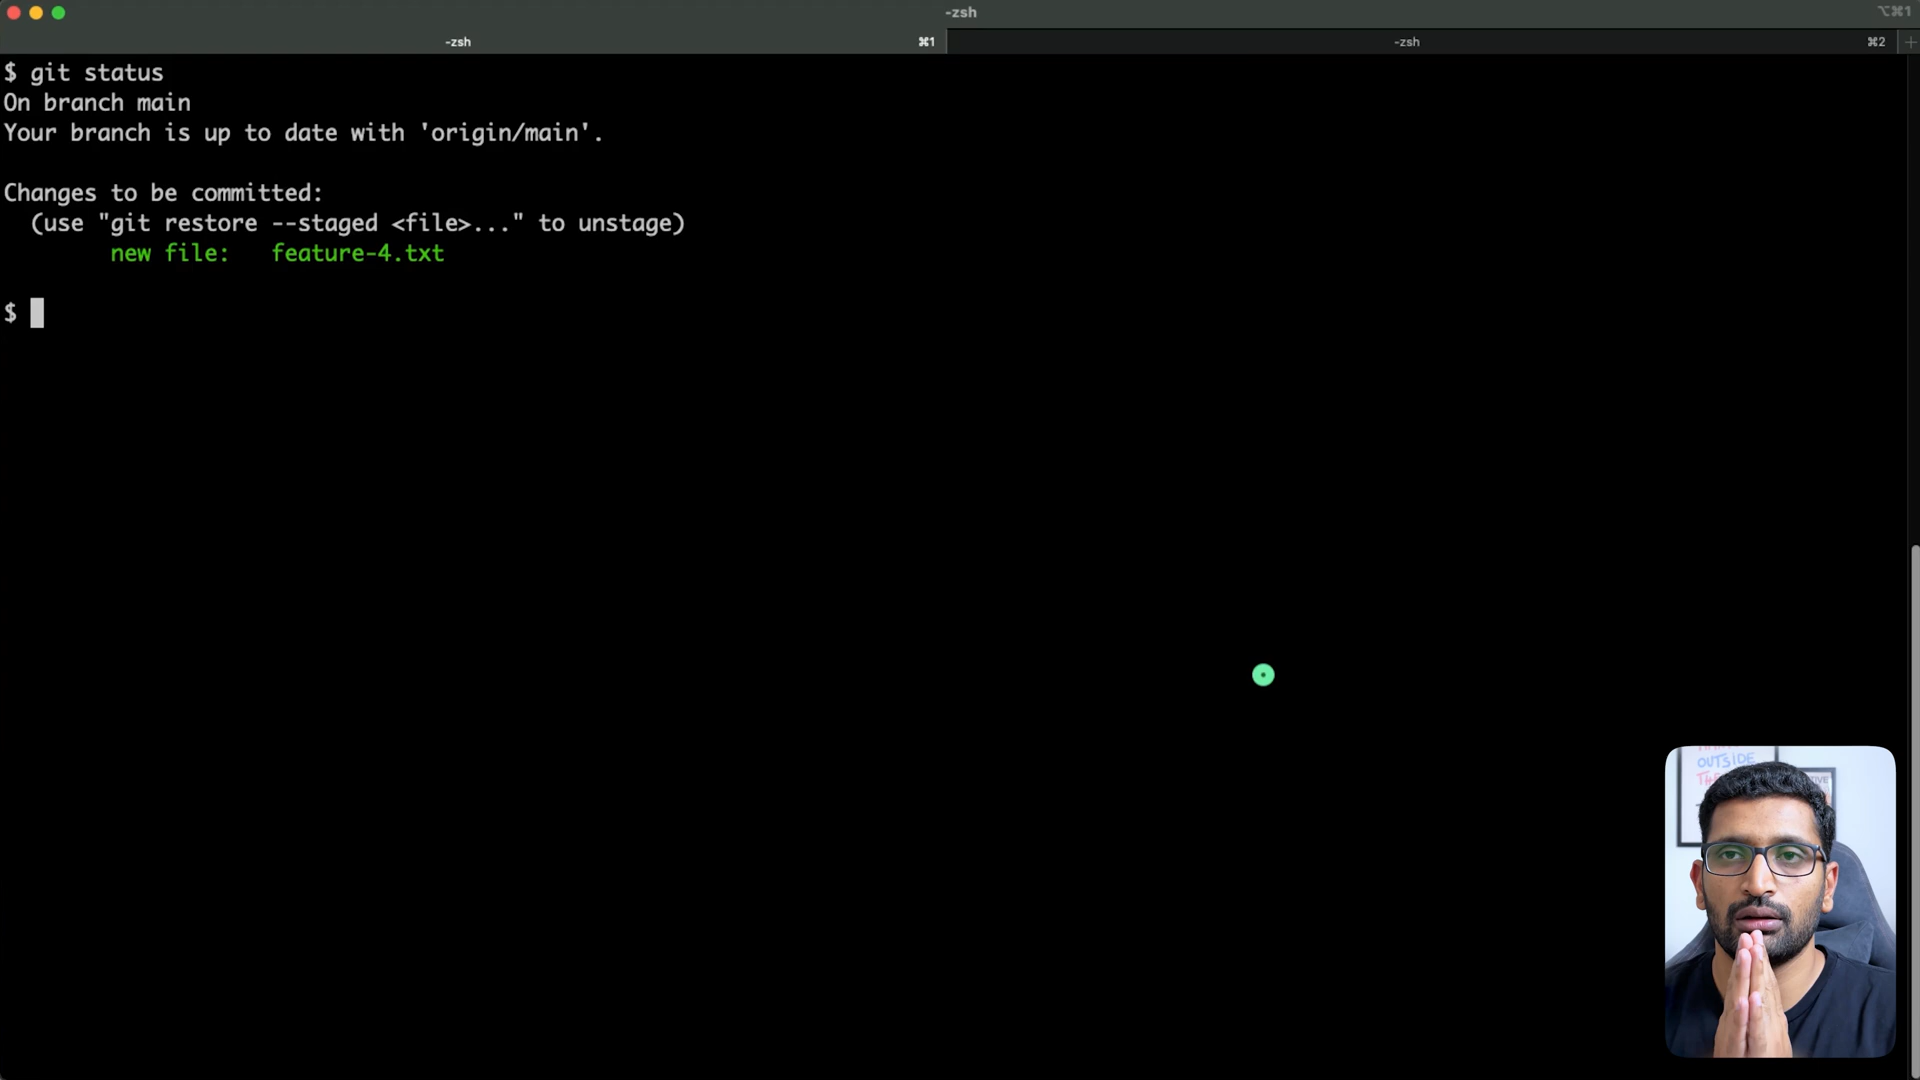 -zsh
⌥⌘1
-zsh ⌘1 -zsh ⌘2 +
$ git status
On branch main
Your branch is up to date with 'origin/main'.
Changes to be committed:
(use "git restore --staged <file>..." to unstage)
new file: feature-4.txt
$
OUTSIDE